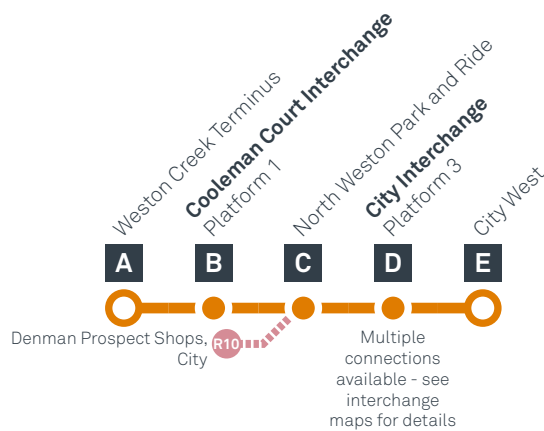 Weston Creek Terminus
Cooleman Court Interchange
Platform 1
North Weston Park and Ride
City Interchange
Platform 3
City West
A
B
C
D
E
Denman Prospect Shops,
City
R10
Multiple
connections
available - see
interchange
maps for details